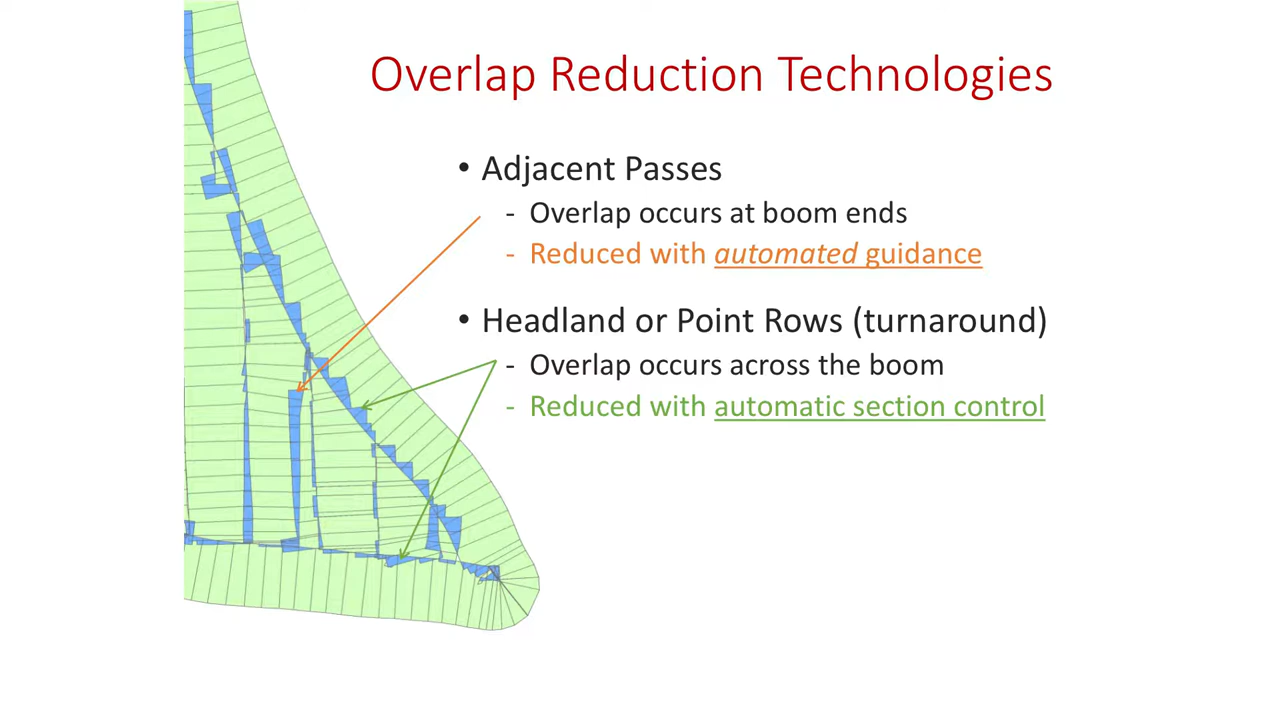 Overlap Reduction Technologies
• Adjacent Passes
- Overlap occurs at boom ends
- Reduced with automated guidance
• Headland or Point Rows (turnaround)
- Overlap occurs across the boom
- Reduced with automatic section control